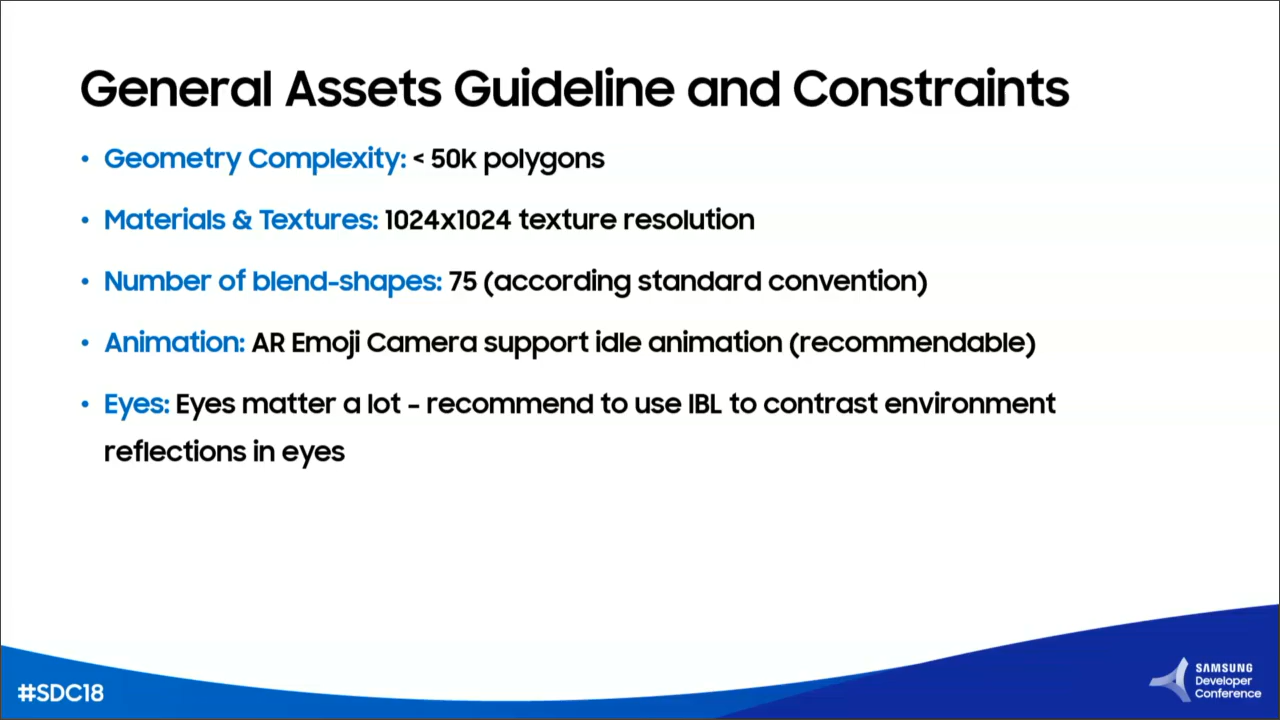 General Assets Guideline and Constraints
• Geometry Complexity: < 50k polygons
• Materials & Textures: 1024x1024 texture resolution
• Number of blend-shapes: 75 (according standard convention)
• Animation: AR Emoji Camera support idle animation (recommendable)
• Eyes: Eyes matter a lot – recommend to use IBL to contrast environment
reflections in eyes
#SDC18
SAMSUNG
Developer
Conference